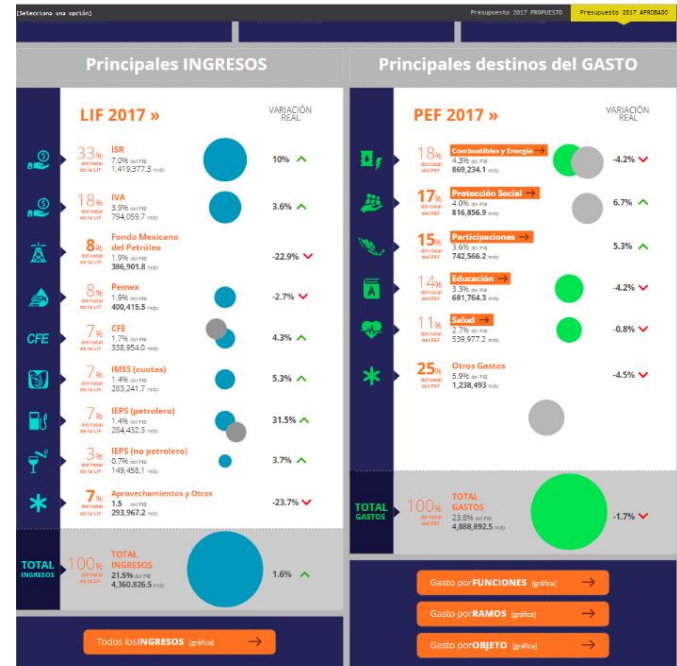 [Selecciona una opción]
Presupuesto 2017 PROPUESTO
Presupuesto 2017 APROBADO
Principales INGRESOS
LIF 2017 »
VARIACIÓN
REAL
33%
del total
de la LIF
ISR
7.0% del PIB
1,419,377.3 mdp
10%
18%
del total
de la LIF
IVA
3.9% del PIB
794,059.7 mdp
3.6%
8%
del total
de la LIF
Fondo Mexicano
del Petróleo
1.9% del PIB
386,901.8 mdp
-22.9%
8%
del total
de la LIF
Pemex
1.9% del PIB
400,415.5 mdp
-2.7%
CFE
7%
del total
de la LIF
CFE
1.7% del PIB
338,954.0 mdp
4.3%
7%
del total
de la LIF
IMSS (cuotas)
1.4% del PIB
283,241.7 mdp
5.3%
7%
del total
de la LIF
IEPS (petrolero)
1.4% del PIB
284,432.3 mdp
31.5%
3%
del total
de la LIF
IEPS (no petrolero)
0.7% del PIB
149,458.1 mdp
3.7%
7%
del total
de la LIF
Aprovechamientos y Otros
1.5 del PIB
293,967.2 mdp
-23.7%
TOTAL
INGRESOS
100%
del total
de la LIF
TOTAL
INGRESOS
21.5% del PIB
4,360.826.5 mdp
1.6%
Todos los INGRESOS [gráfica]
Principales destinos del GASTO
PEF 2017 »
VARIACIÓN
REAL
18%
del total
del PEF
Combustibles y Energía
4.3% del PIB
869,234.1 mdp
-4.2%
17%
del total
del PEF
Protección Social
4.0% del PIB
816,856.9 mdp
6.7%
15%
del total
del PEF
Participaciones
3.6% del PIB
742,566.2 mdp
5.3%
14%
del total
del PEF
Educación
3.3% del PIB
681,764.3 mdp
-4.2%
11%
del total
del PEF
Salud
2.7% del PIB
539,977.2 mdp
-0.8%
25%
del total
del PEF
Otros Gastos
5.9% del PIB
1,238,493 mdp
-4.5%
TOTAL
GASTOS
100%
del total
del PEF
TOTAL
GASTOS
23.8% del PIB
4,888,892.5 mdp
-1.7%
Gasto por FUNCIONES [gráfica]
Gasto por RAMOS [gráfica]
Gasto por OBJETO [gráfica]